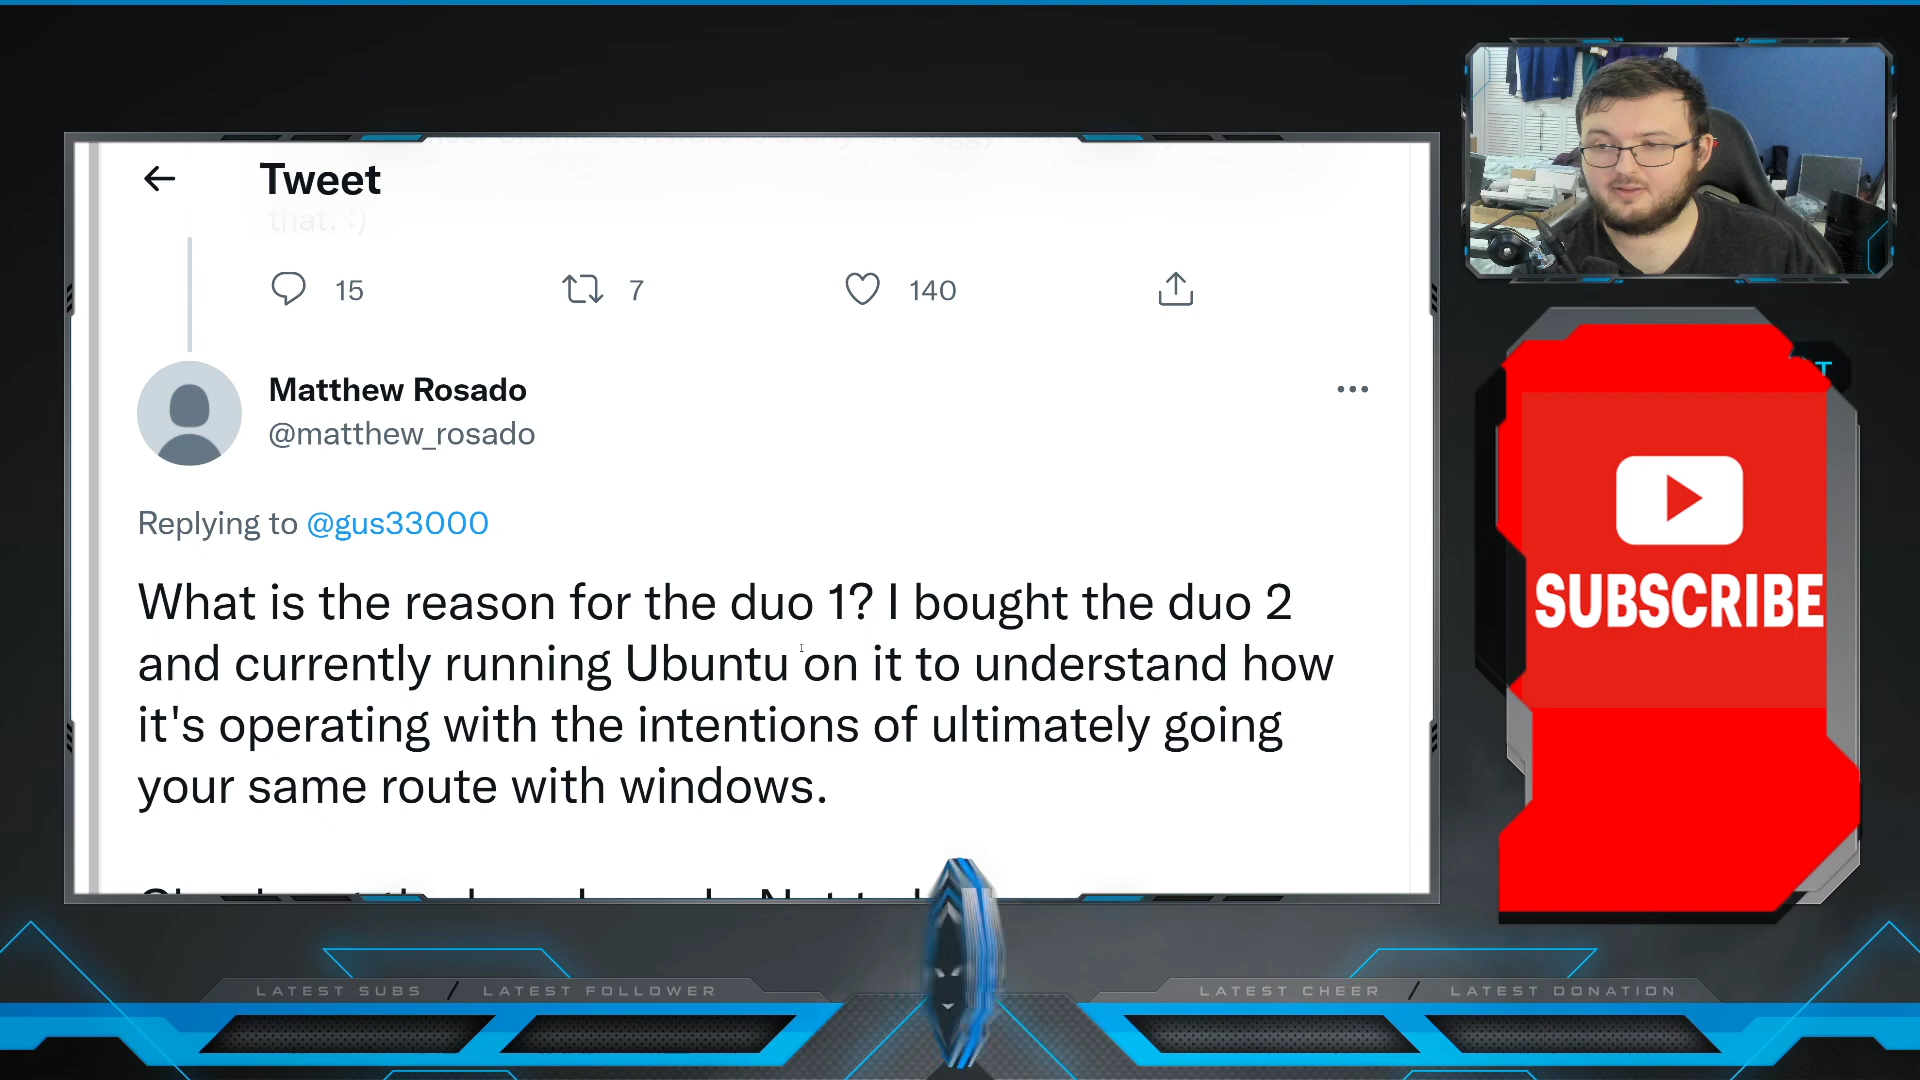 Tweet
that. :)
15 7 140
Matthew Rosado
@matthew_rosado
Replying to @gus33000
What is the reason for the duo 1? I bought the duo 2
and currently running Ubuntu on it to understand how
it's operating with the intentions of ultimately going
your same route with windows.
SUBSCRIBE
LATEST SUBS / LATEST FOLLOWER
LATEST CHEER / LATEST DONATION